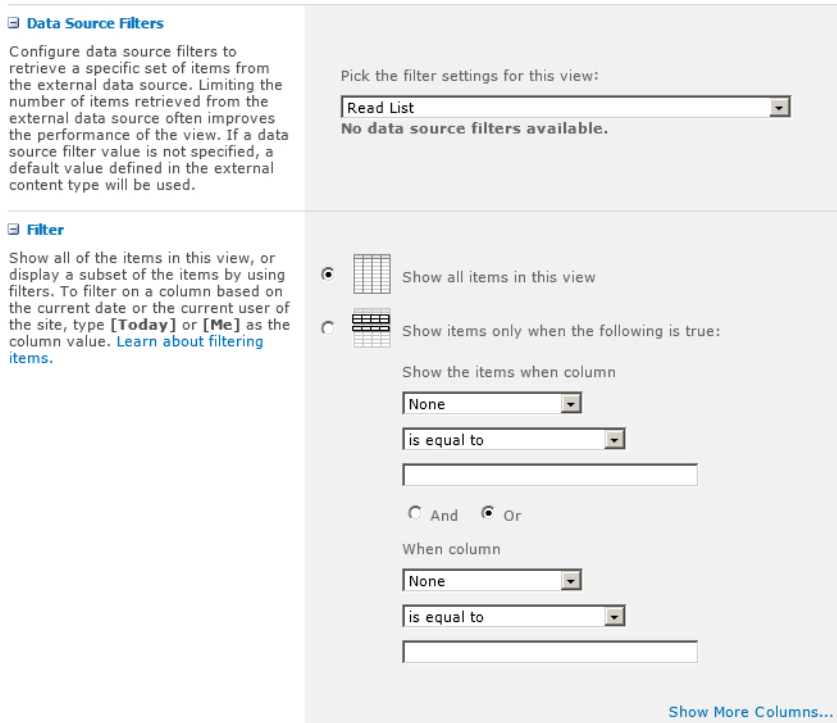 Data Source Filters
Configure data source filters to
retrieve a specific set of items from
the external data source. Limiting the
number of items retrieved from the
external data source often improves
the performance of the view. If a data
source filter value is not specified, a
default value defined in the external
content type will be used.
Pick the filter settings for this view:
Read List
No data source filters available.
Filter
Show all of the items in this view, or
display a subset of the items by using
filters. To filter on a column based on
the current date or the current user of
the site, type [Today] or [Me] as the
column value. Learn about filtering
items.
Show all items in this view
Show items only when the following is true:
Show the items when column
None
is equal to
And Or
When column
None
is equal to
Show More Columns...